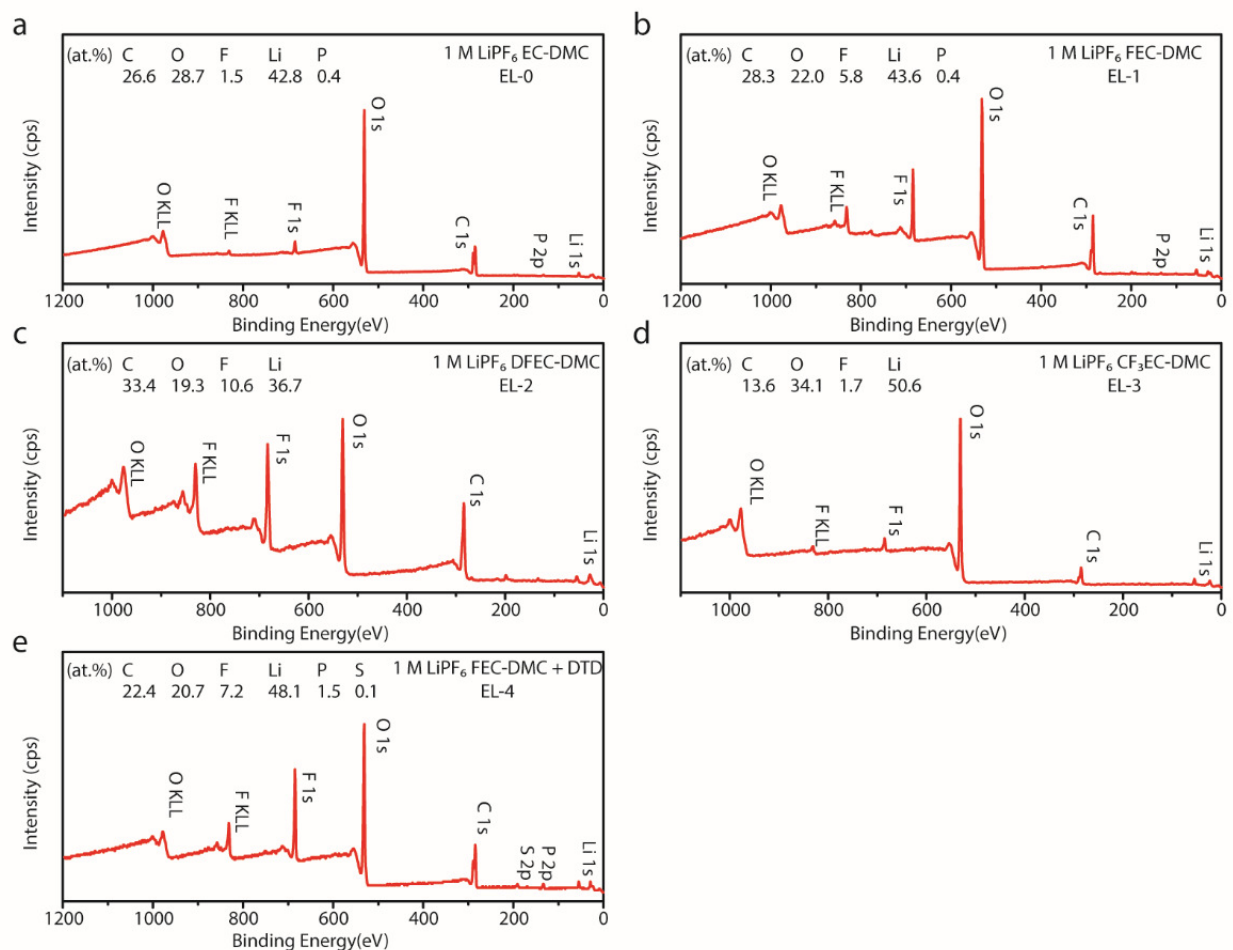 a
(at.%) C O F Li P
26.6 28.7 1.5 42.8 0.4
1 M LiPF₆ EC-DMC
EL-0
O KLL
F KLL
F 1s
O 1s
C 1s
P 2p
Li 1s
Intensity (cps)
1200 1000 800 600 400 200 0
Binding Energy(eV)
b
(at.%) C O F Li P
28.3 22.0 5.8 43.6 0.4
1 M LiPF₆ FEC-DMC
EL-1
O KLL
F KLL
F 1s
O 1s
C 1s
P 2p
Li 1s
Intensity (cps)
1200 1000 800 600 400 200 0
Binding Energy(eV)
c
(at.%) C O F Li
33.4 19.3 10.6 36.7
1 M LiPF₆ DFEC-DMC
EL-2
O KLL
F KLL
F 1s
O 1s
C 1s
Li 1s
Intensity (cps)
1000 800 600 400 200 0
Binding Energy(eV)
d
(at.%) C O F Li
13.6 34.1 1.7 50.6
1 M LiPF₆ CF₃EC-DMC
EL-3
O KLL
F KLL
F 1s
O 1s
C 1s
Li 1s
Intensity (cps)
1000 800 600 400 200 0
Binding Energy(eV)
e
(at.%) C O F Li P S
22.4 20.7 7.2 48.1 1.5 0.1
1 M LiPF₆ FEC-DMC + DTD
EL-4
O KLL
F KLL
F 1s
O 1s
C 1s
S 2p
P 2p
Li 1s
Intensity (cps)
1200 1000 800 600 400 200 0
Binding Energy(eV)